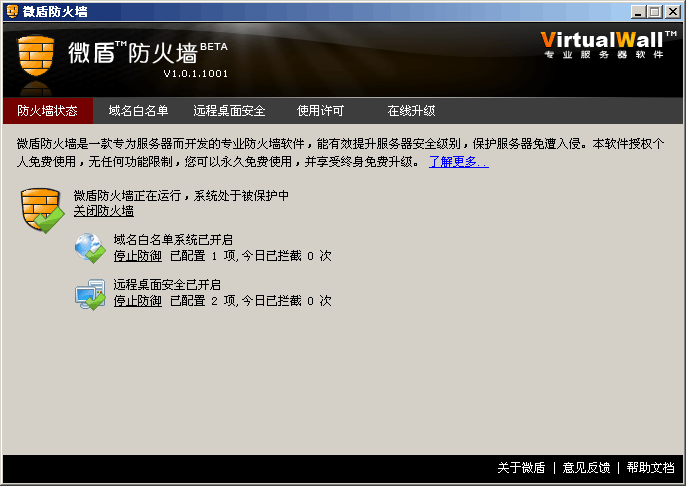 微盾防火墙
微盾™防火墙BETA
V1.0.1.1001
VirtualWall™
专业服务器软件
防火墙状态 域名白名单 远程桌面安全 使用许可 在线升级
微盾防火墙是一款专为服务器而开发的专业防火墙软件，能有效提升服务器安全级别，保护服务器免遭入侵。本软件授权个
人免费使用，无任何功能限制，您可以永久免费使用，并享受终身免费升级。 了解更多..
微盾防火墙正在运行，系统处于被保护中
关闭防火墙
域名白名单系统已开启
停止防御 已配置 1 项,今日已拦截 0 次
远程桌面安全已开启
停止防御 已配置 2 项,今日已拦截 0 次
关于微盾 | 意见反馈 | 帮助文档